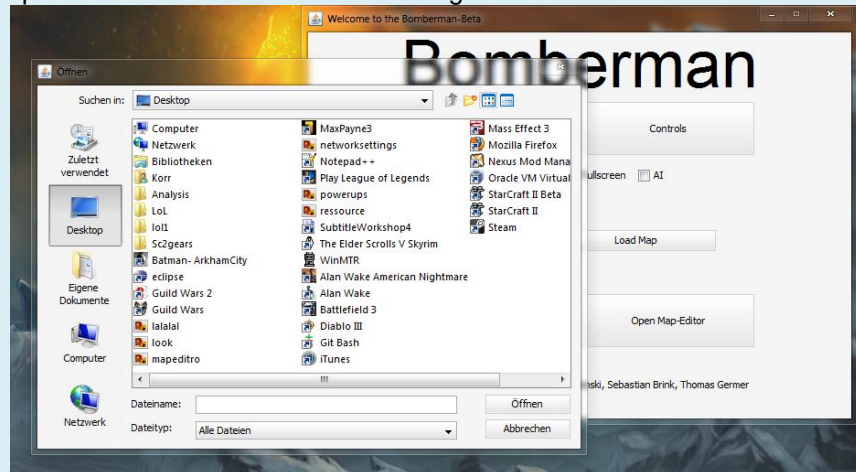 Welcome to the Bomberman-Beta
Bomberman
Öffnen
Suchen in:
Desktop
Zuletzt
verwendet
Desktop
Eigene
Dokumente
Computer
Netzwerk
Computer
Netzwerk
Bibliotheken
Korr
Analysis
LoL
lol1
Sc2gears
Batman- ArkhamCity
eclipse
Guild Wars 2
Guild Wars
lalalal
look
mapeditro
MaxPayne3
networksettings
Notepad++
Play League of Legends
powerups
ressource
SubtitleWorkshop4
The Elder Scrolls V Skyrim
WinMTR
Alan Wake American Nightmare
Alan Wake
Battlefield 3
Diablo III
Git Bash
iTunes
Mass Effect 3
Mozilla Firefox
Nexus Mod Mana
Oracle VM Virtual
StarCraft II Beta
StarCraft II
Steam
Dateiname:
Öffnen
Dateityp:
Alle Dateien
Abbrechen
Controls
ullscreen
AI
Load Map
Open Map-Editor
nski, Sebastian Brink, Thomas Germer